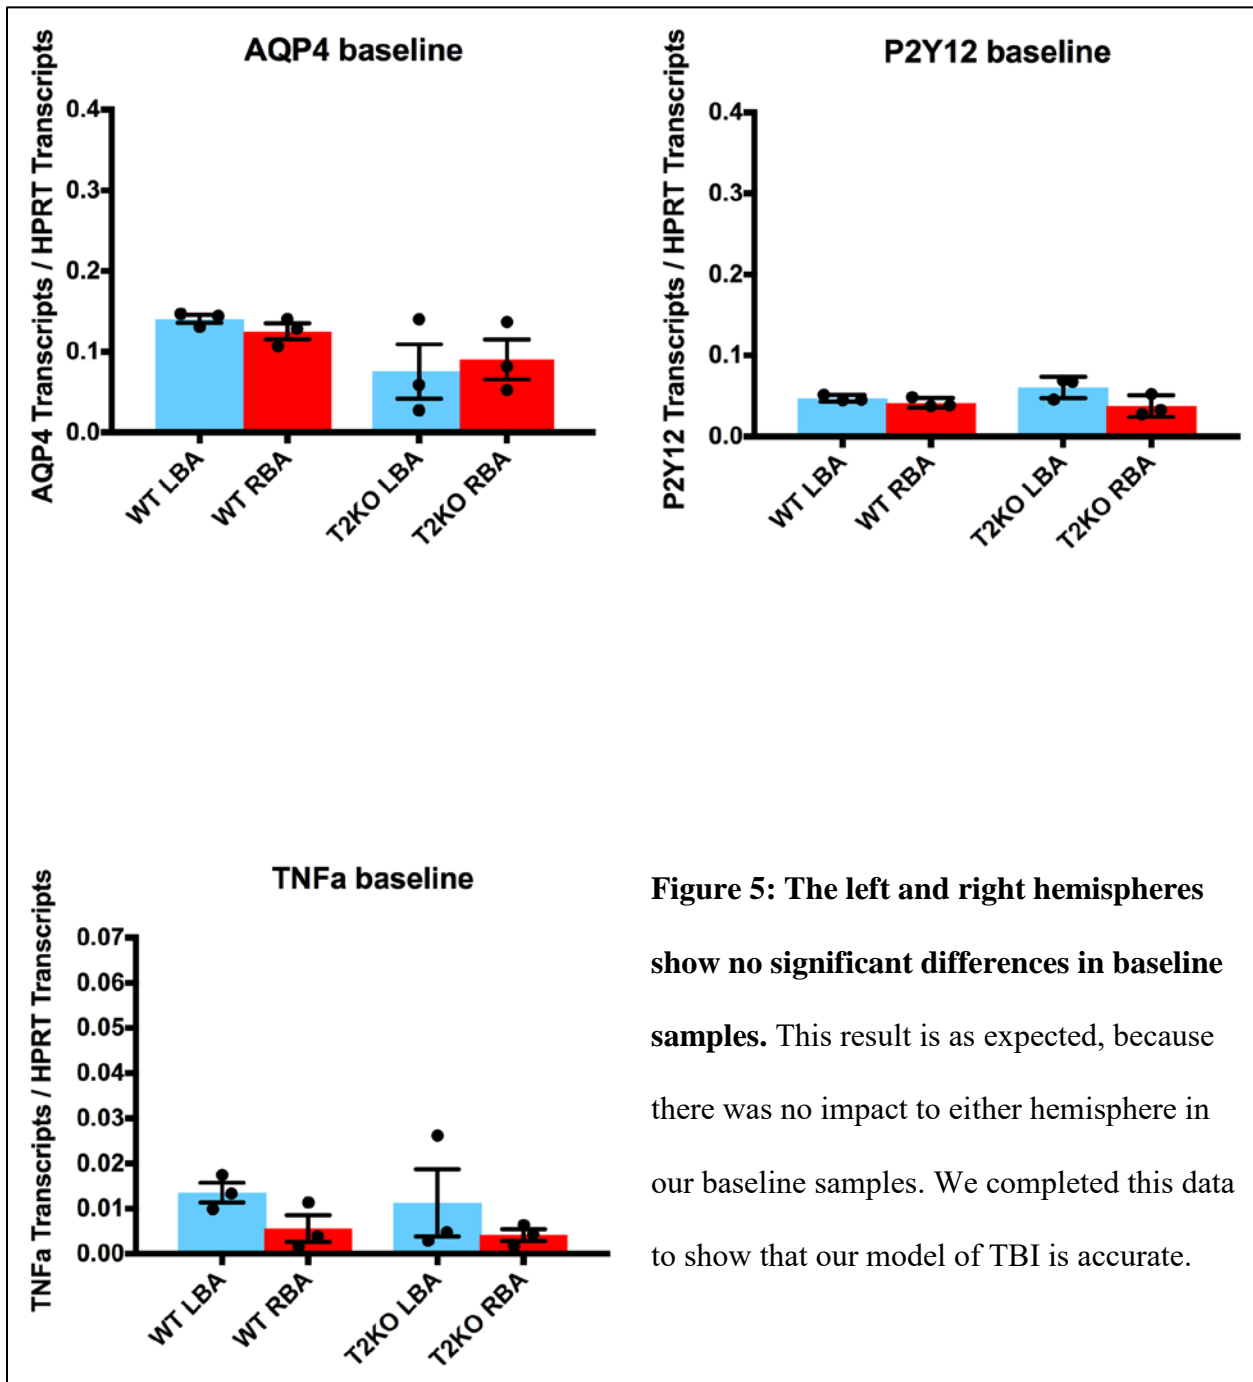 AQP4 baseline
AQP4 Transcripts / HPRT Transcripts
0.4
0.3
0.2
0.1
0.0
WT LBA
WT RBA
T2KO LBA
T2KO RBA
P2Y12 baseline
P2Y12 Transcripts / HPRT Transcripts
0.4
0.3
0.2
0.1
0.0
WT LBA
WT RBA
T2KO LBA
T2KO RBA
TNFa baseline
TNFa Transcripts / HPRT Transcripts
0.07
0.06
0.05
0.04
0.03
0.02
0.01
0.00
WT LBA
WT RBA
T2KO LBA
T2KO RBA
Figure 5: The left and right hemispheres
show no significant differences in baseline
samples. This result is as expected, because
there was no impact to either hemisphere in
our baseline samples. We completed this data
to show that our model of TBI is accurate.